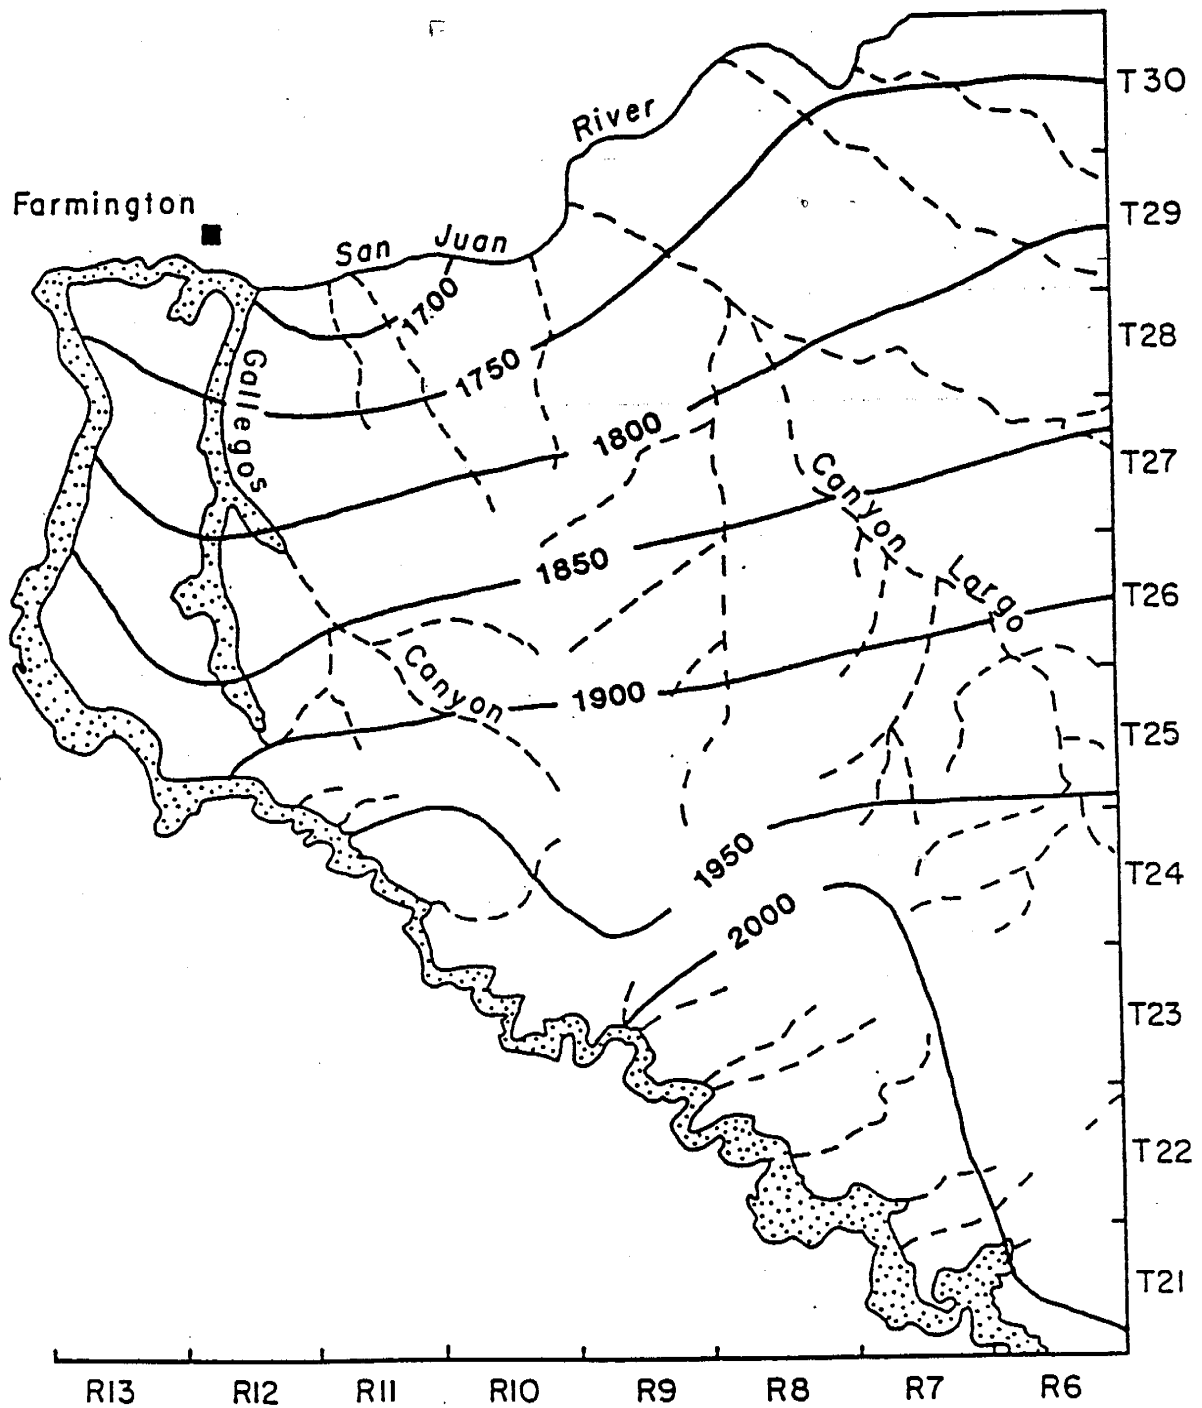 T30
River
Farmington
T29
San Juan
1700
T28
Gallegos
1750
1800
T27
Canyon
1850
Largo
T26
Canyon
1900
T25
1950
T24
2000
T23
T22
T21
R13 R12 R11 R10 R9 R8 R7 R6